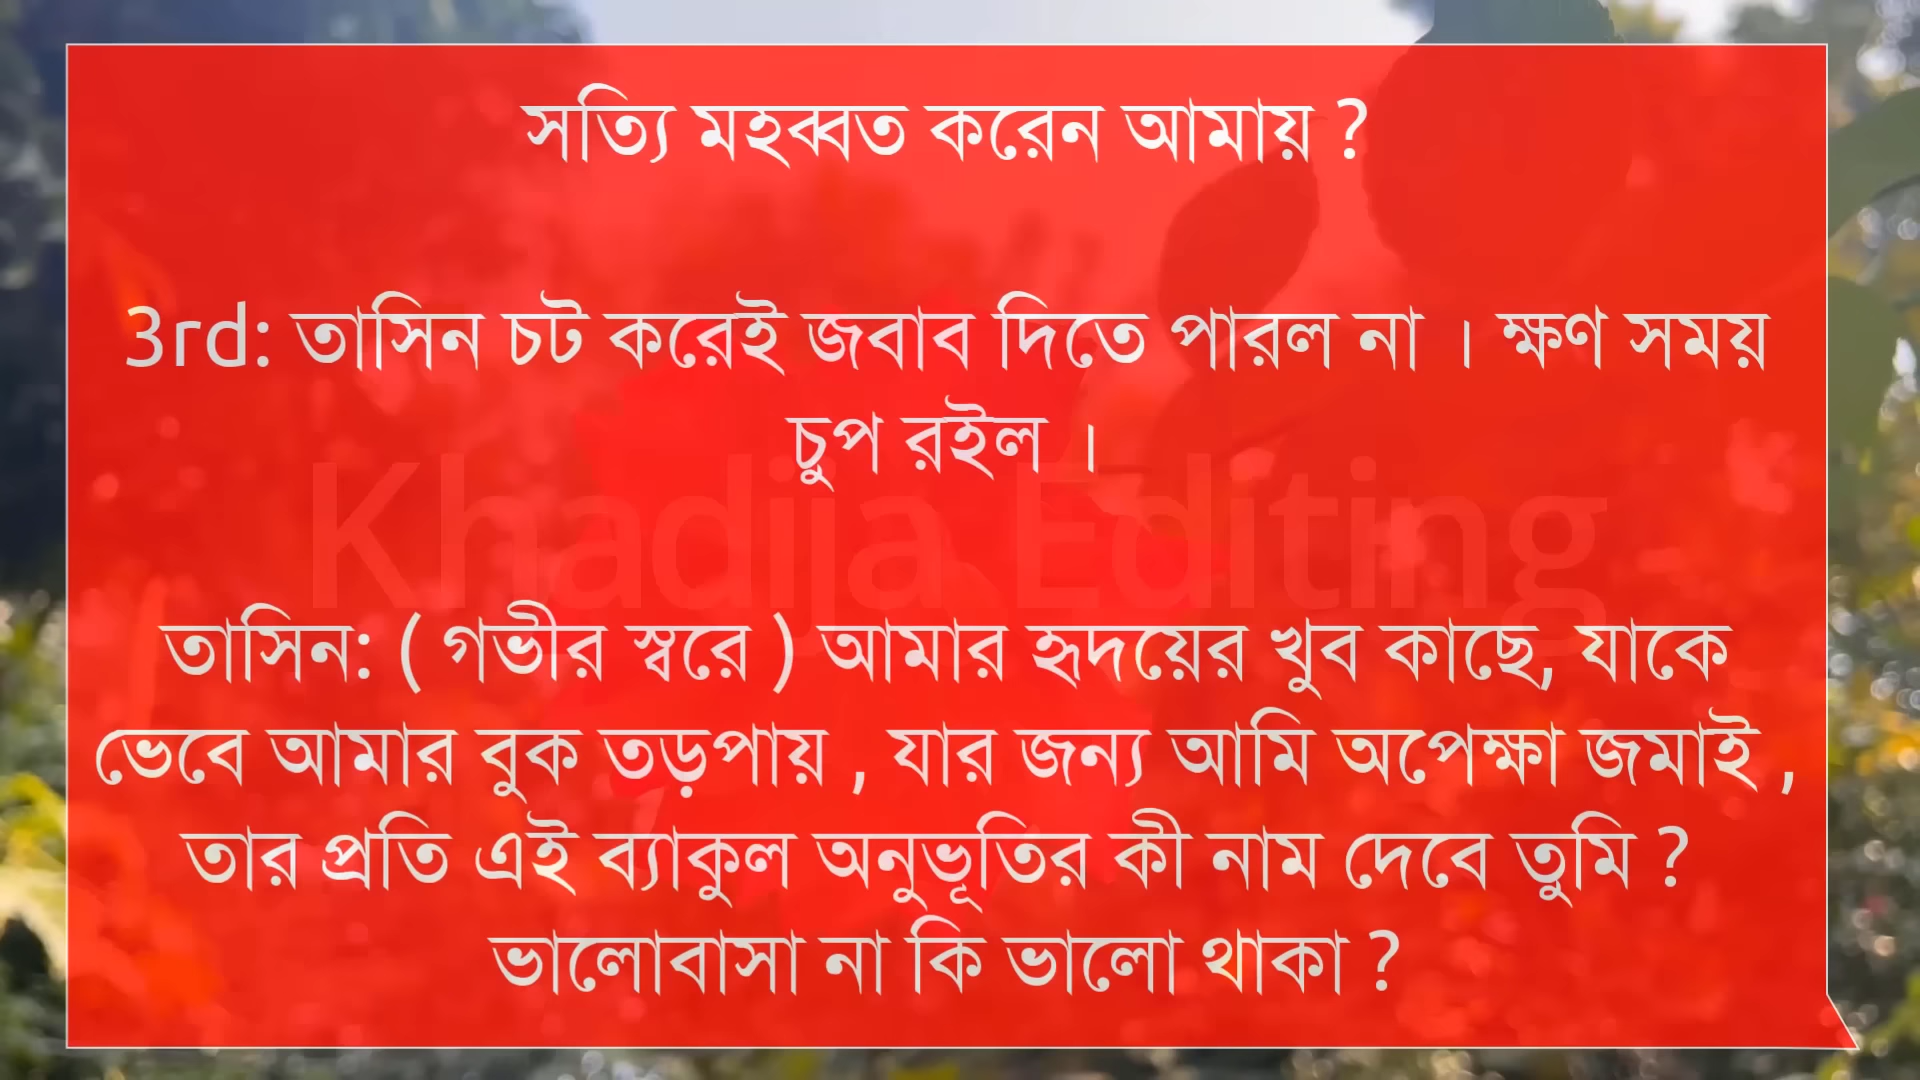 সত্যি মহব্বত করেন আমায় ?
3rd: তাসিন চট করেই জবাব দিতে পারল না । ক্ষণ সময়
চুপ রইল ।
Khadija Editing
তাসিন: ( গভীর স্বরে ) আমার হৃদয়ের খুব কাছে, যাকে
ভেবে আমার বুক তড়পায় , যার জন্য আমি অপেক্ষা জমাই ,
তার প্রতি এই ব্যাকুল অনুভূতির কী নাম দেবে তুমি ?
ভালোবাসা না কি ভালো থাকা ?